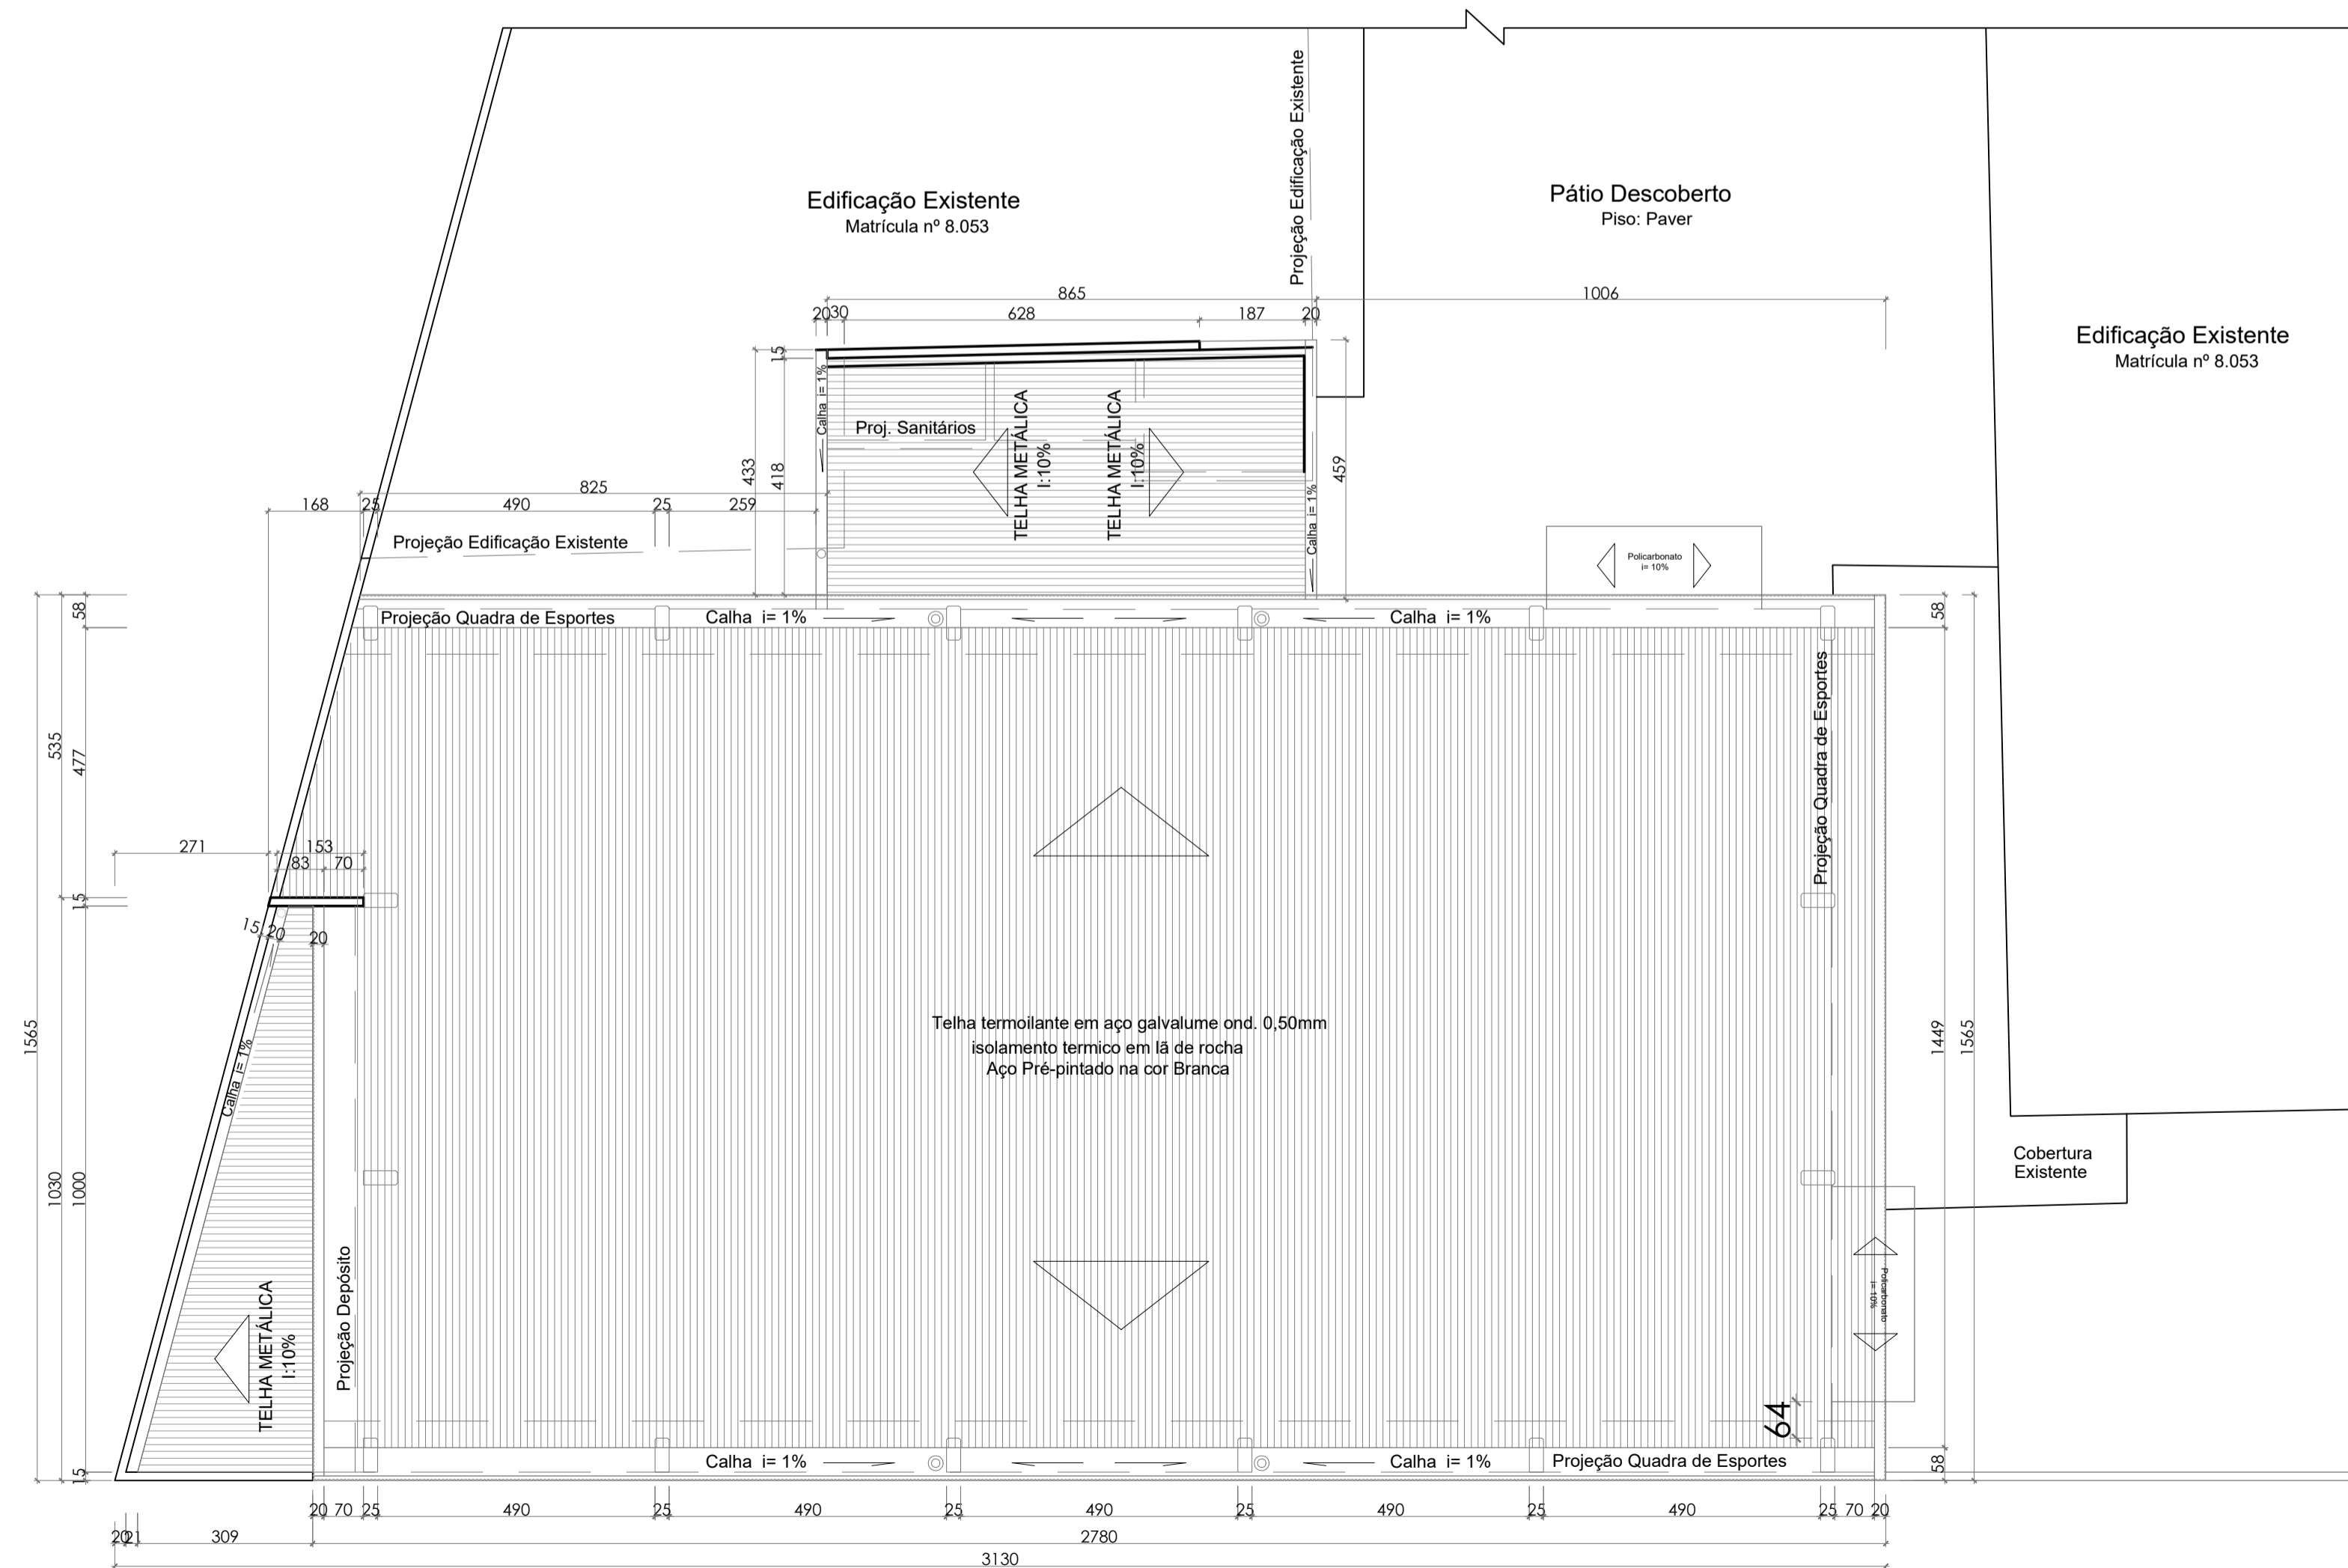 Projeção Edificação Existente
Edificação Existente
Matrícula nº 8.053
Pátio Descoberto
Piso: Paver
Edificação Existente
Matrícula nº 8.053
865
1006
20
30
628
187
20
15
433
418
459
Calha i= 1%
Proj. Sanitários
TELHA METÁLICA
I:10%
TELHA METÁLICA
I:10%
Calha i= 1%
825
168
25
490
25
259
Projeção Edificação Existente
Policarbonato
i= 10%
58
Projeção Quadra de Esportes
Calha i= 1%
Calha i= 1%
58
535
477
Projeção Quadra de Esportes
271
153
83
70
15
15
20
20
1565
Telha termoilante em aço galvalume ond. 0,50mm
isolamento termico em lã de rocha
Aço Pré-pintado na cor Branca
1449
1565
Calha i= 1%
1030
1000
Cobertura
Existente
Projeção Depósito
TELHA METÁLICA
I:10%
Policarbonato
i= 10%
64
15
Calha i= 1%
Calha i= 1%
Projeção Quadra de Esportes
58
20
70
25
490
25
490
25
490
25
490
25
490
25
70
20
20
21
309
2780
3130